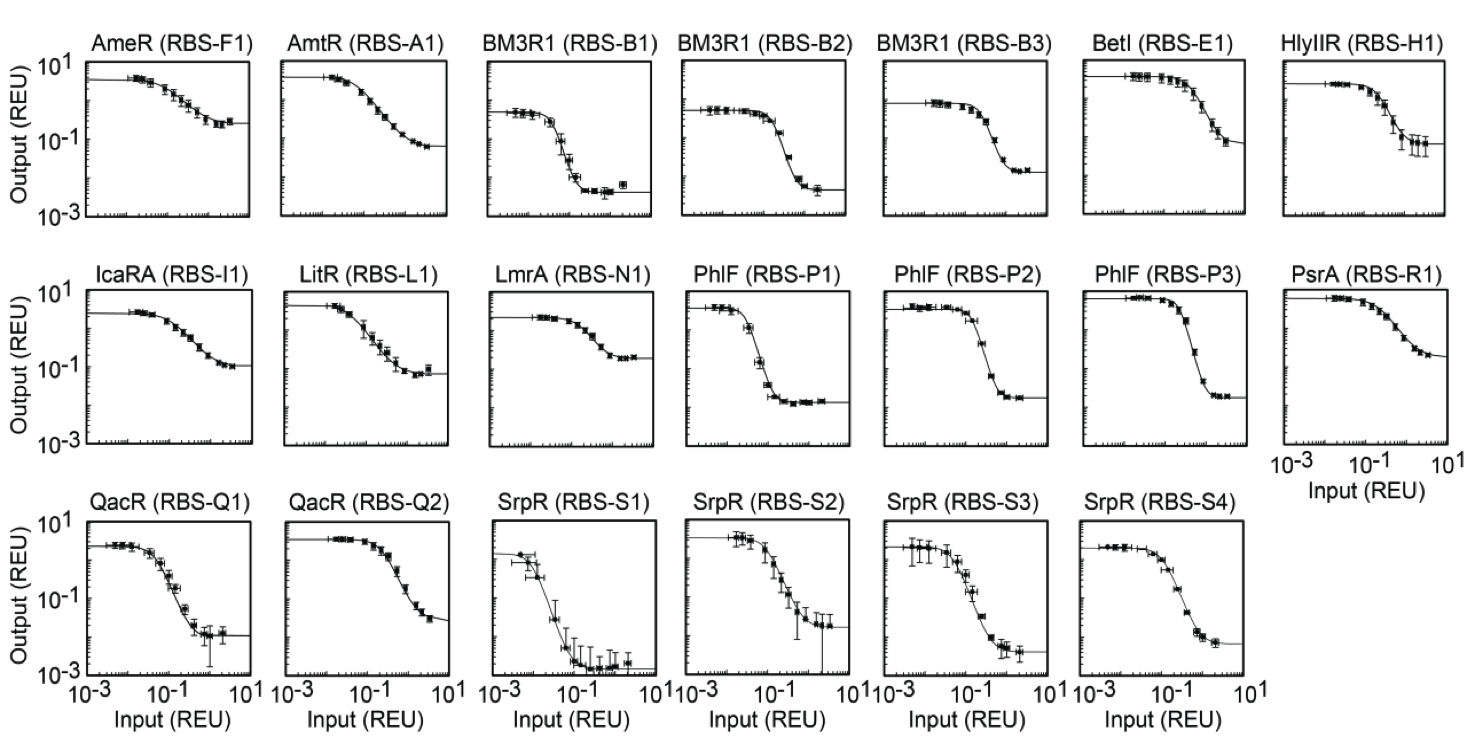 AmeR (RBS-F1) AmtR (RBS-A1) BM3R1 (RBS-B1) BM3R1 (RBS-B2) BM3R1 (RBS-B3) BetI (RBS-E1) HlyIIR (RBS-H1)
10^1
10^-1
10^-3
Output (REU)
IcaRA (RBS-I1) LitR (RBS-L1) LmrA (RBS-N1) PhlF (RBS-P1) PhlF (RBS-P2) PhlF (RBS-P3) PsrA (RBS-R1)
10^1
10^-1
10^-3
Output (REU)
10^-3 10^-1 10^1
Input (REU)
QacR (RBS-Q1) QacR (RBS-Q2) SrpR (RBS-S1) SrpR (RBS-S2) SrpR (RBS-S3) SrpR (RBS-S4)
10^1
10^-1
10^-3
Output (REU)
10^-3 10^-1 10^1 10^-3 10^-1 10^1 10^-3 10^-1 10^1 10^-3 10^-1 10^1 10^-3 10^-1 10^1 10^-3 10^-1 10^1
Input (REU) Input (REU) Input (REU) Input (REU) Input (REU) Input (REU)